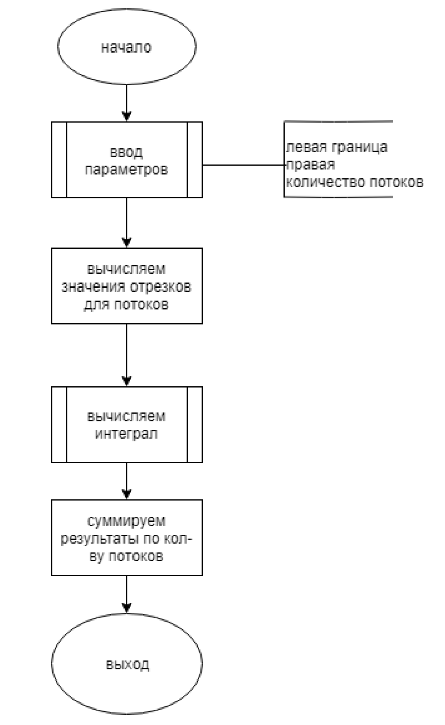 начало
ввод
параметров
левая граница
правая
количество потоков
вычисляем
значения отрезков
для потоков
вычисляем
интеграл
суммируем
результаты по кол-
ву потоков
выход